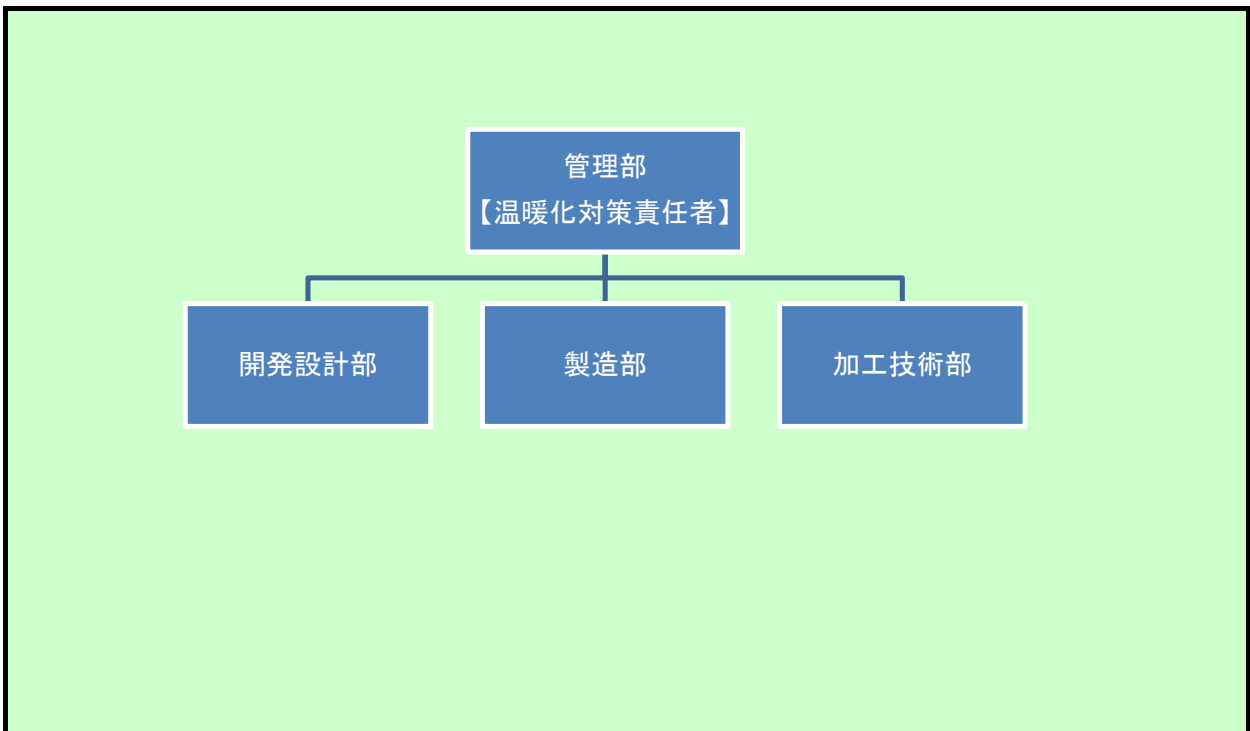 管理部
【温暖化対策責任者】
開発設計部
製造部
加工技術部